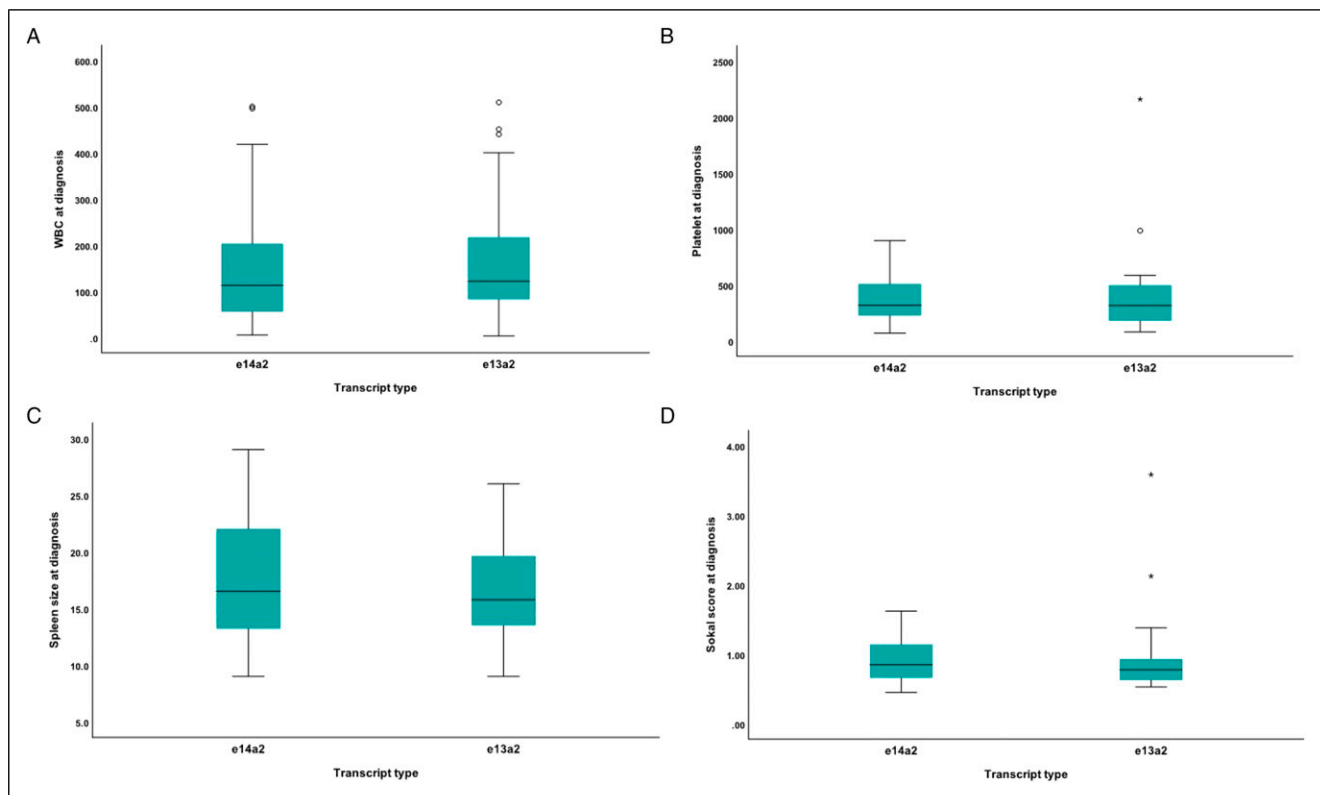 A
WBC at diagnosis
600.0
500.0
400.0
300.0
200.0
100.0
.0
e14a2
e13a2
Transcript type
B
Platelet at diagnosis
2500
2000
1500
1000
500
0
e14a2
e13a2
Transcript type
C
Spleen size at diagnosis
30.0
25.0
20.0
15.0
10.0
5.0
e14a2
e13a2
Transcript type
D
Sokal score at diagnosis
4.00
3.00
2.00
1.00
.00
e14a2
e13a2
Transcript type